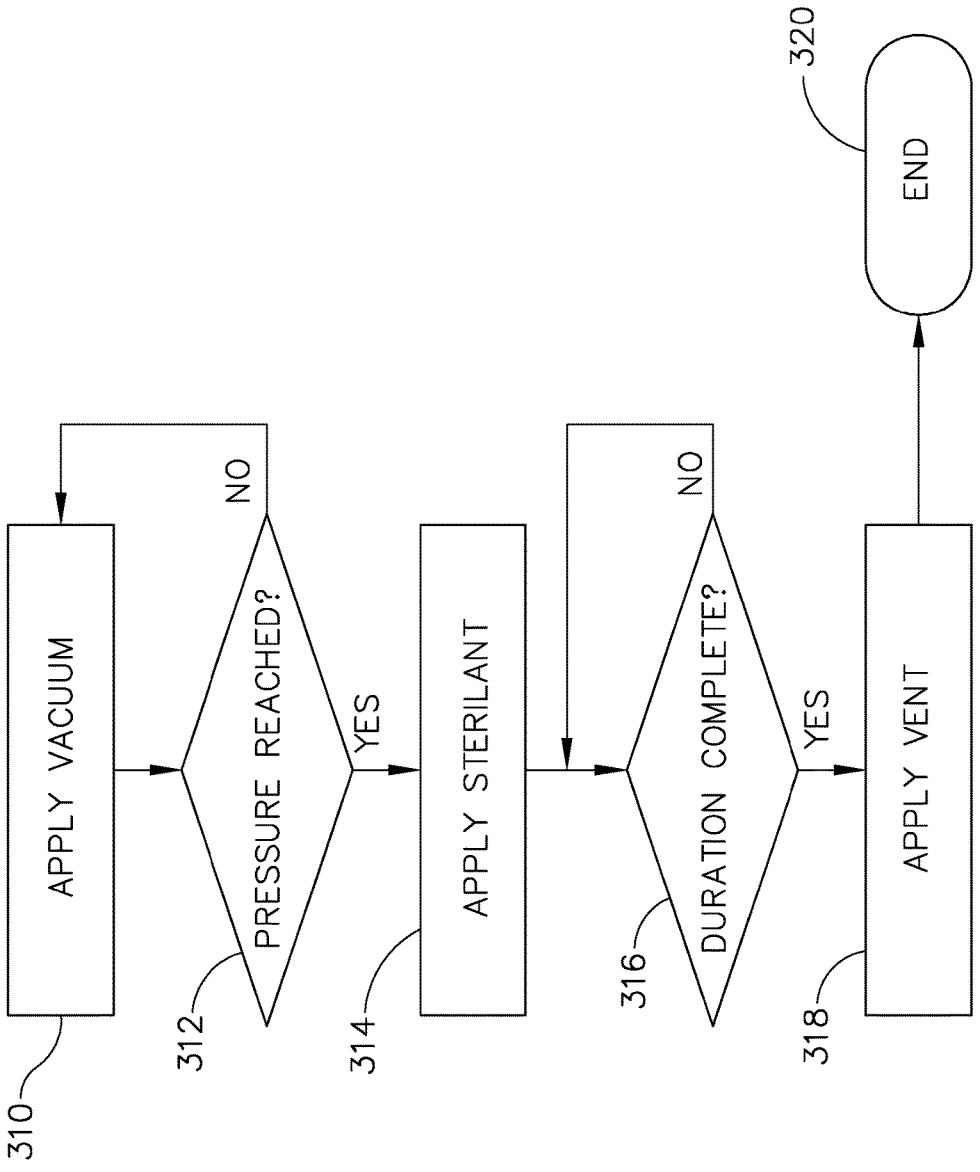 310
APPLY VACUUM
312
PRESSURE REACHED?
NO
YES
314
APPLY STERILANT
316
DURATION COMPLETE?
NO
YES
318
APPLY VENT
320
END